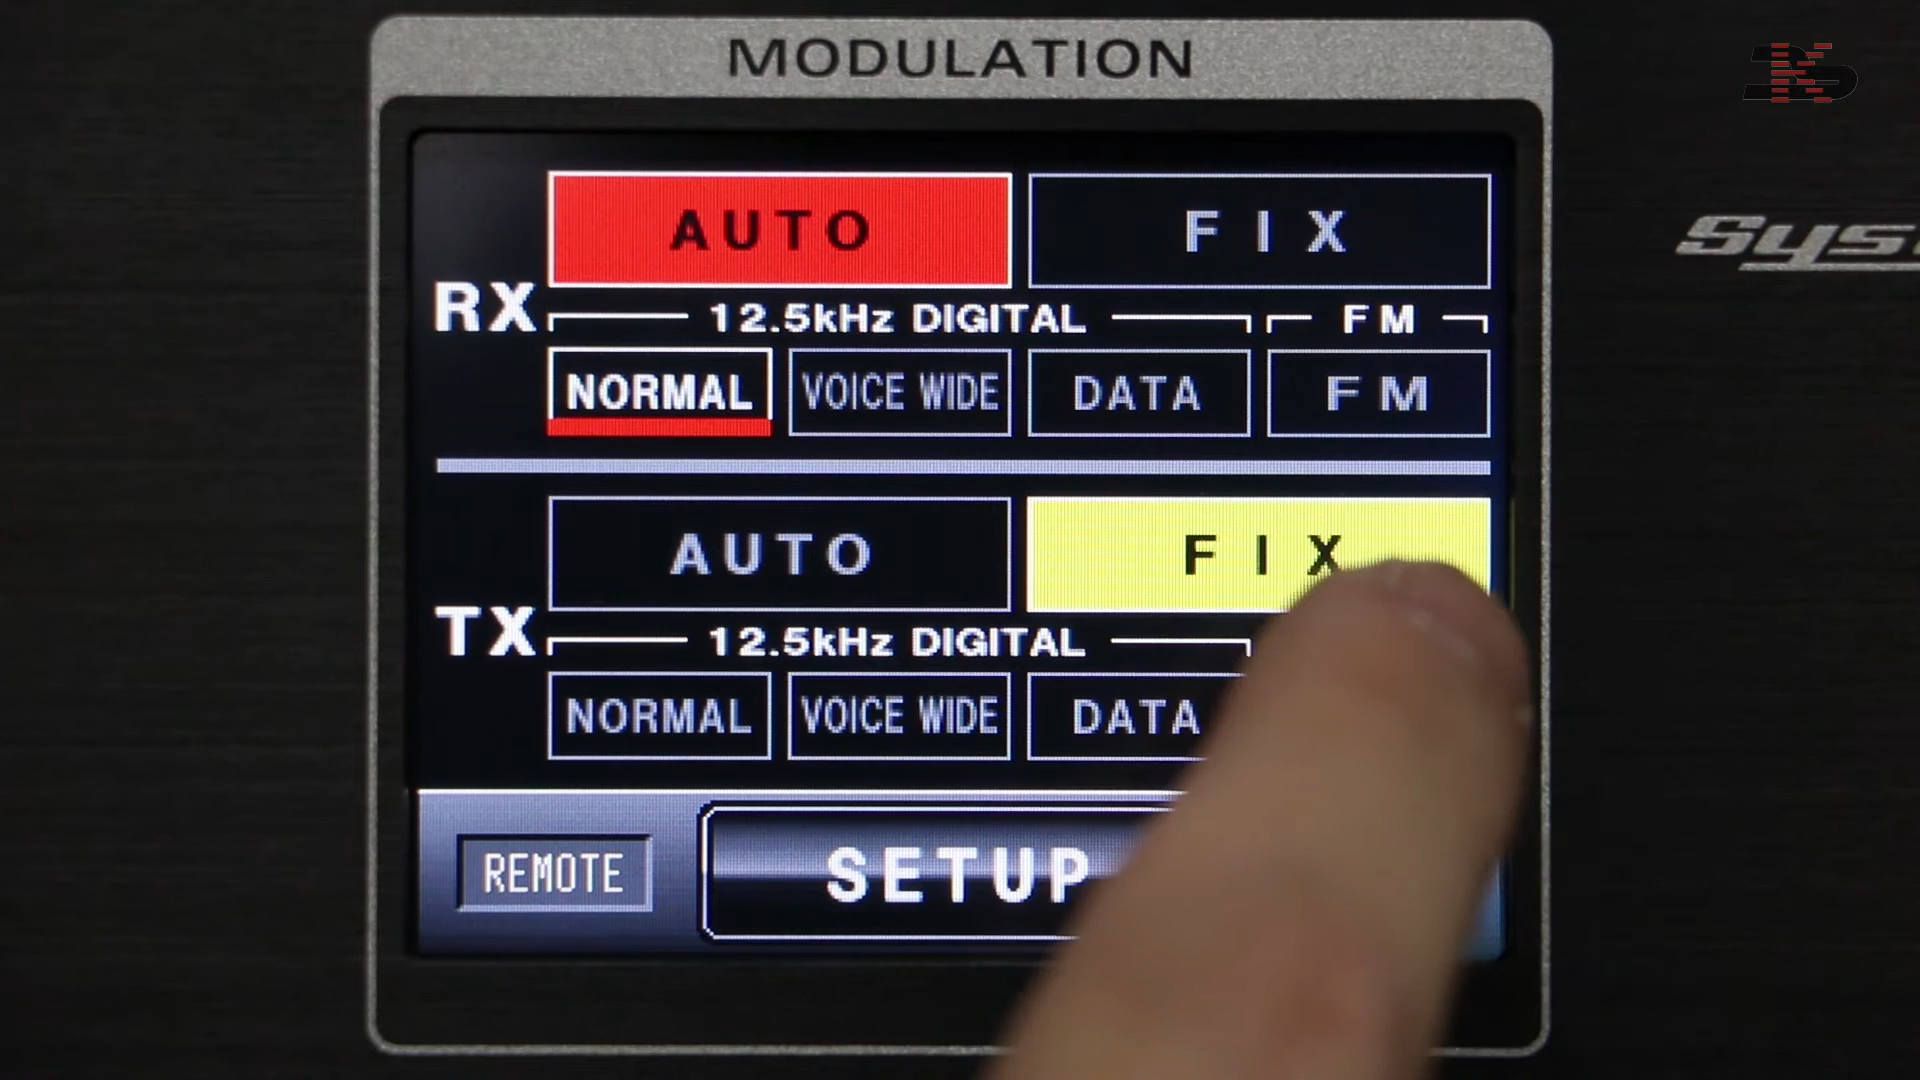 MODULATION
AUTO FIX
RX
12.5kHz DIGITAL FM
NORMAL VOICE WIDE DATA FM
AUTO FIX
TX
12.5kHz DIGITAL
NORMAL VOICE WIDE DATA
REMOTE SETUP